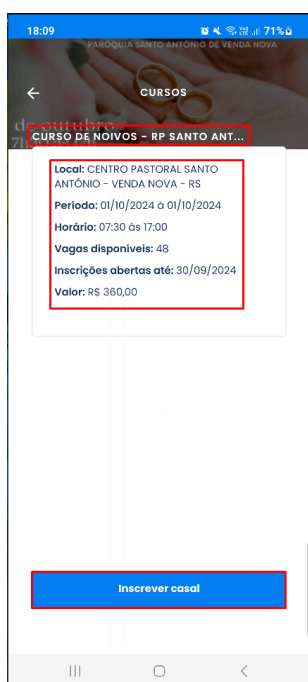 18:09
71%
PARÓQUIA SANTO ANTÔNIO DE VENDA NOVA
CURSOS
de outubro
CURSO DE NOIVOS - RP SANTO ANT...
Local: CENTRO PASTORAL SANTO
ANTÔNIO - VENDA NOVA - RS
Período: 01/10/2024 à 01/10/2024
Horário: 07:30 às 17:00
Vagas disponíveis: 48
Inscrições abertas até: 30/09/2024
Valor: R$ 360,00
Inscrever casal